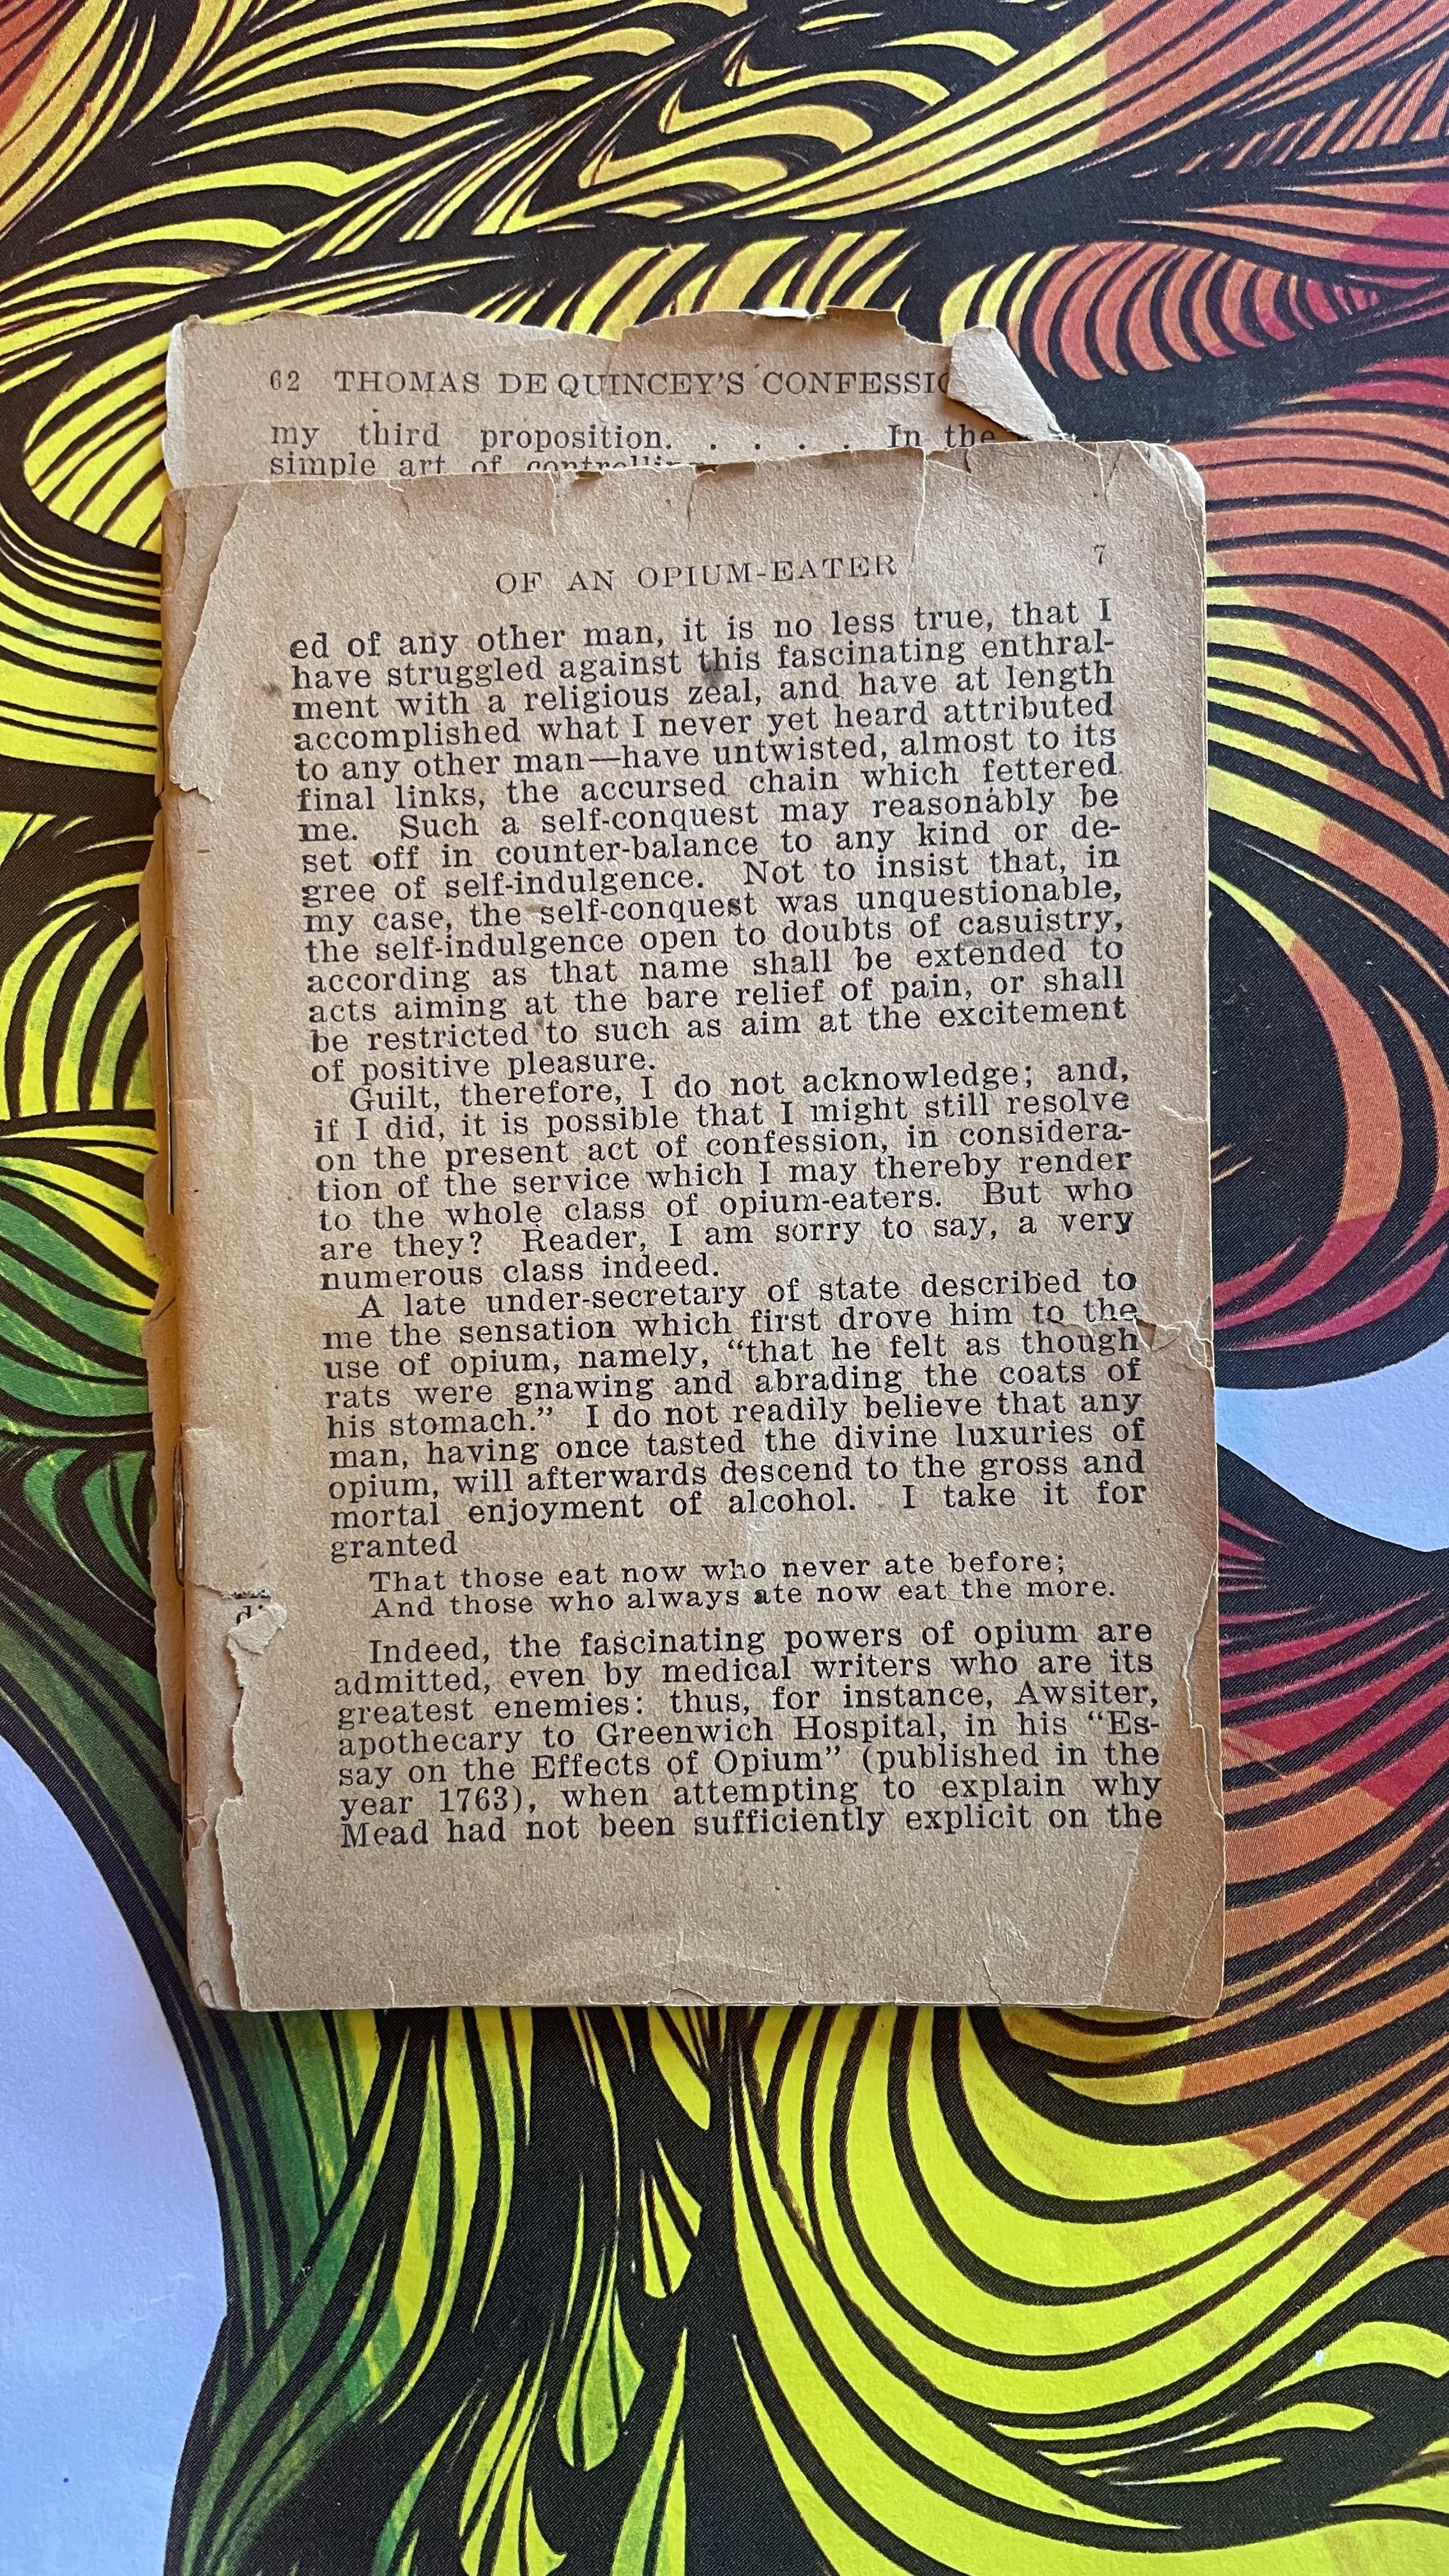 62 THOMAS DE QUINCEY'S CONFESSIO
my third proposition. . . . . In the
simple art of
OF AN OPIUM-EATER 7
ed of any other man, it is no less true, that I
have struggled against this fascinating enthral-
ment with a religious zeal, and have at length
accomplished what I never yet heard attributed
to any other man—have untwisted, almost to its
final links, the accursed chain which fettered
me. Such a self-conquest may reasonably be
set off in counter-balance to any kind or de-
gree of self-indulgence. Not to insist that, in
my case, the self-conquest was unquestionable,
the self-indulgence open to doubts of casuistry,
according as that name shall be extended to
acts aiming at the bare relief of pain, or shall
be restricted to such as aim at the excitement
of positive pleasure.
Guilt, therefore, I do not acknowledge; and,
if I did, it is possible that I might still resolve
on the present act of confession, in considera-
tion of the service which I may thereby render
to the whole class of opium-eaters. But who
are they? Reader, I am sorry to say, a very
numerous class indeed.
A late under-secretary of state described to
me the sensation which first drove him to the
use of opium, namely, “that he felt as though
rats were gnawing and abrading the coats of
his stomach.” I do not readily believe that any
man, having once tasted the divine luxuries of
opium, will afterwards descend to the gross and
mortal enjoyment of alcohol. I take it for
granted
That those eat now who never ate before;
And those who always ate now eat the more.
Indeed, the fascinating powers of opium are
admitted, even by medical writers who are its
greatest enemies: thus, for instance, Awsiter,
apothecary to Greenwich Hospital, in his “Es-
say on the Effects of Opium” (published in the
year 1763), when attempting to explain why
Mead had not been sufficiently explicit on the